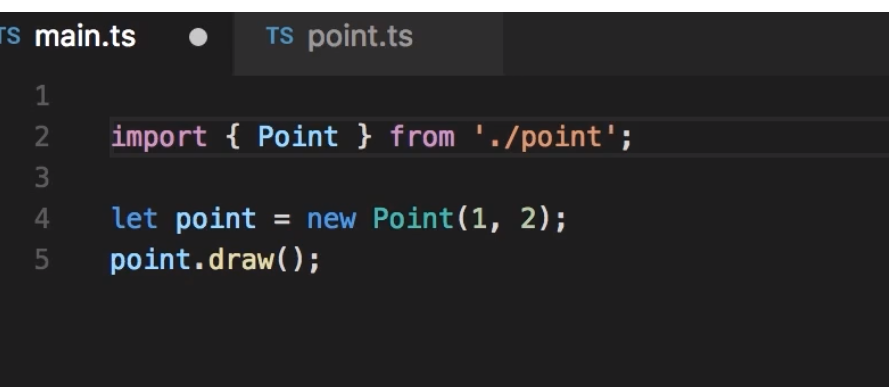 TS main.ts ● TS point.ts
1
2 import { Point } from './point';
3
4 let point = new Point(1, 2);
5 point.draw();